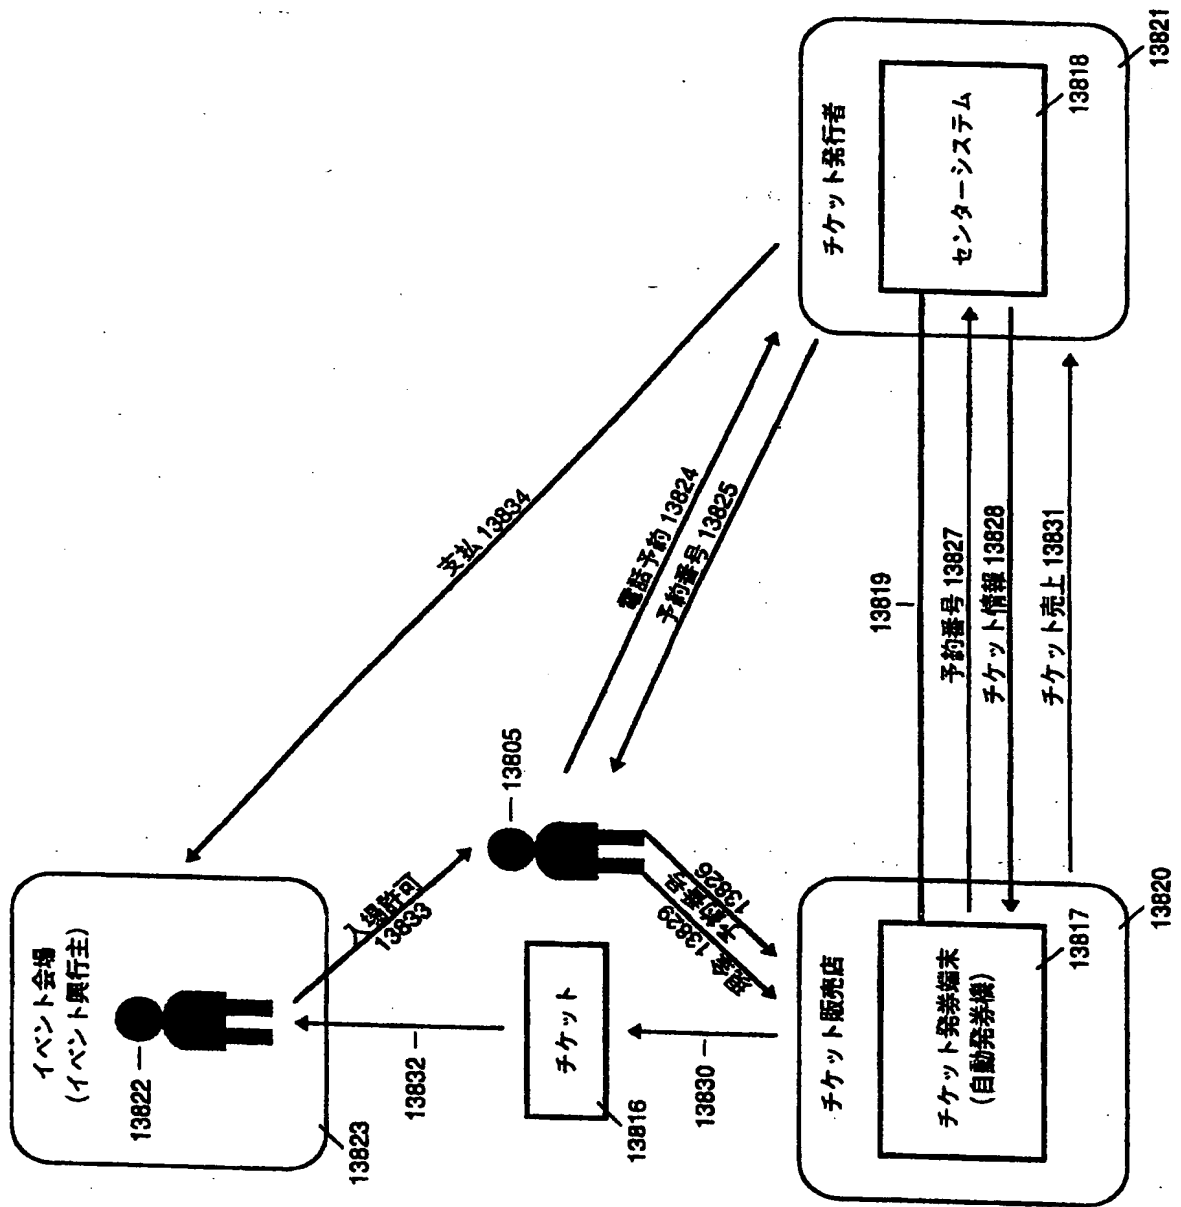 イベント会場
(イベント興行主)
13822
13823
支払 13834
入場許可
13833
13832
13805
電話予約 13824
予約番号 13825
チケット
13816
13830
予約番号
13826
13829
チケット販売店
チケット発券端末
(自動発券機)
13817
13820
13819
予約番号 13827
チケット情報 13828
チケット売上 13831
チケット発行者
センターシステム
13818
13821